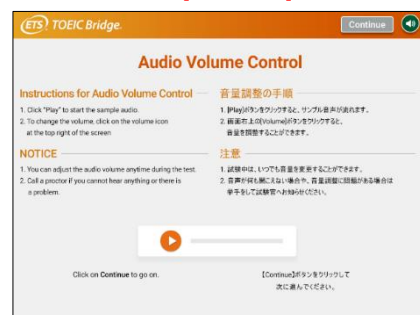 ETS TOEIC Bridge.
Continue
Audio Volume Control
Instructions for Audio Volume Control
1. Click "Play" to start the sample audio.
2. To change the volume, click on the volume icon
at the top right of the screen
NOTICE
1. You can adjust the audio volume anytime during the test.
2. Call a proctor if you cannot hear anything or there is
a problem.
音量調整の手順
1. [Play]ボタンをクリックすると、サンプル音声が流れます。
2. 画面右上の[Volume]ボタンをクリックすると、
音量を調整することができます。
注意
1. 試験中は、いつでも音量を変更することができます。
2. 音声が何も聞こえない場合や、音量調整に問題がある場合は
挙手をして試験官へお知らせください。
Click on Continue to go on.
【Continue】ボタンをクリックして
次に進んでください。